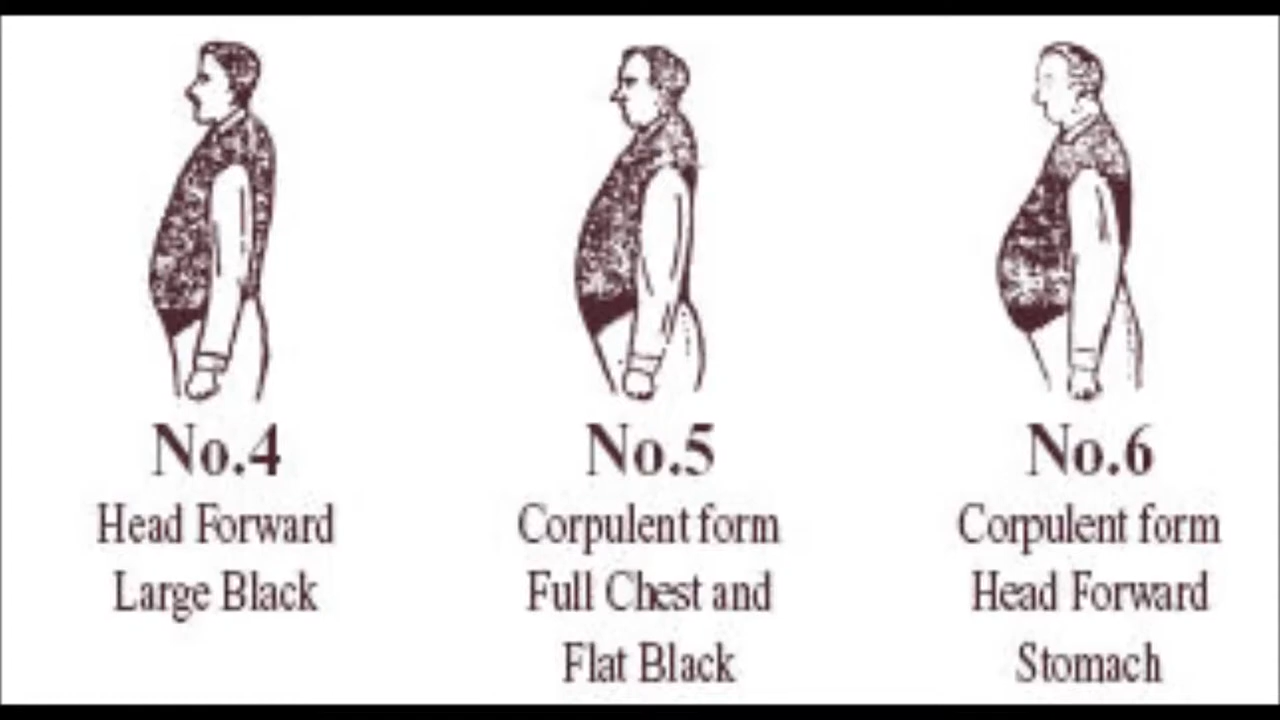 No.4
Head Forward
Large Black
No.5
Corpulent form
Full Chest and
Flat Black
No.6
Corpulent form
Head Forward
Stomach